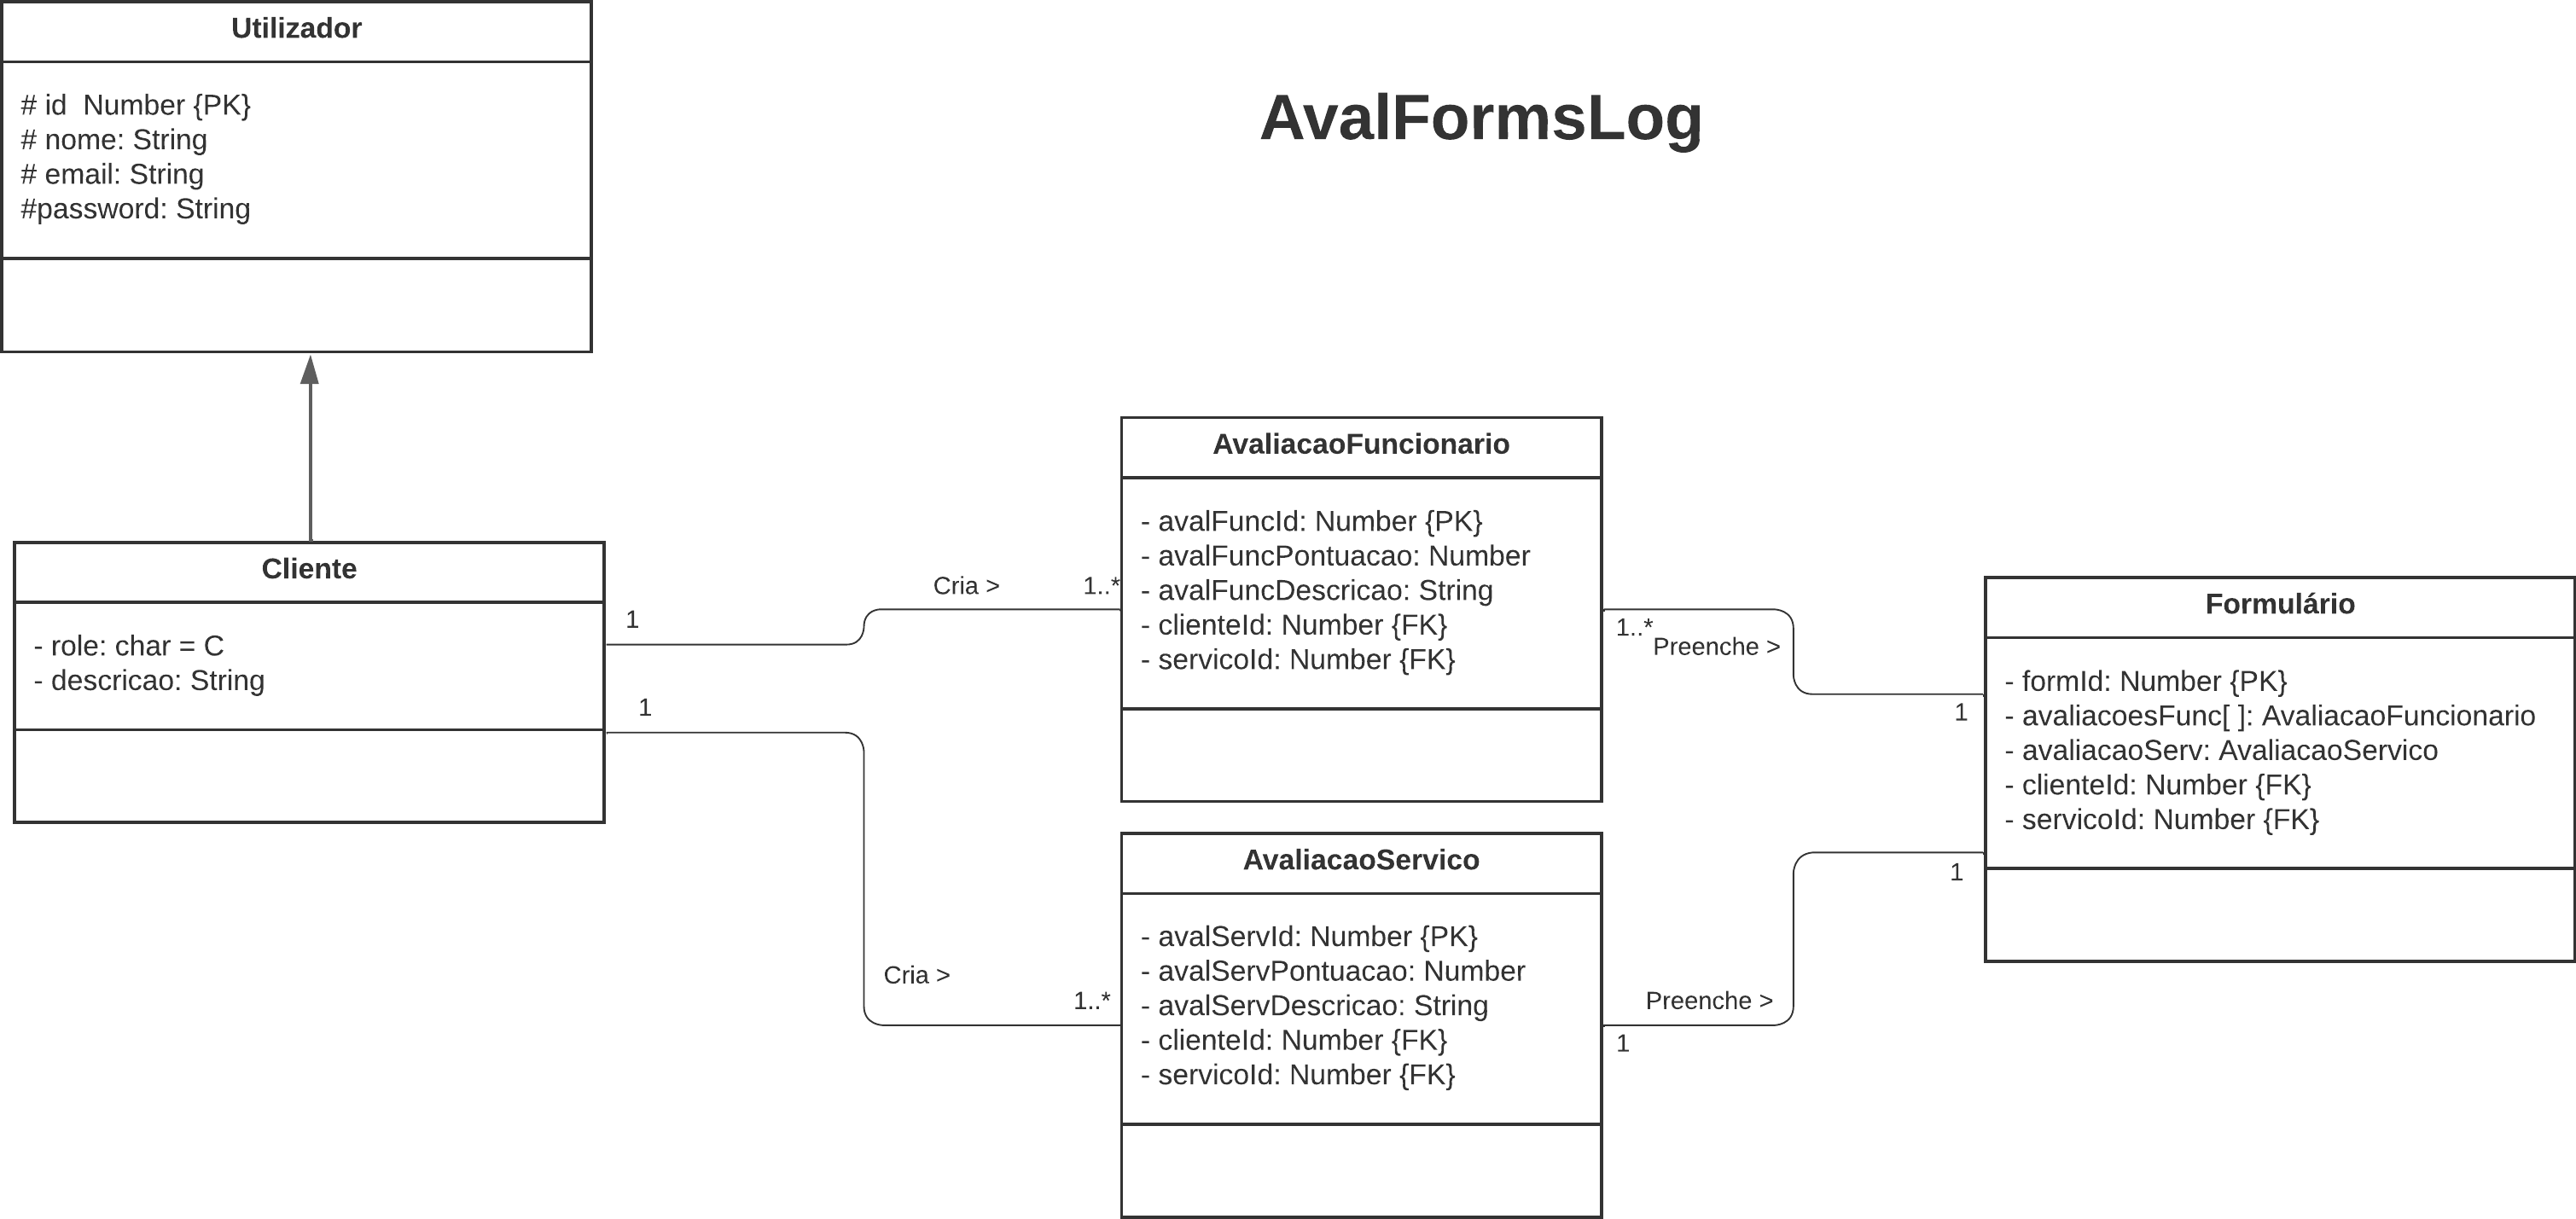 Utilizador
# id  Number {PK}
# nome: String
# email: String
#password: String
AvalFormsLog
Cliente
- role: char = C
- descricao: String
1
Cria >
1..*
1
Cria >
1..*
AvaliacaoFuncionario
- avalFuncId: Number {PK}
- avalFuncPontuacao: Number
- avalFuncDescricao: String
- clienteId: Number {FK}
- servicoId: Number {FK}
1..*
Preenche >
1
AvaliacaoServico
- avalServId: Number {PK}
- avalServPontuacao: Number
- avalServDescricao: String
- clienteId: Number {FK}
- servicoId: Number {FK}
Preenche >
1
1
Formulário
- formId: Number {PK}
- avaliacoesFunc[ ]: AvaliacaoFuncionario
- avaliacaoServ: AvaliacaoServico
- clienteId: Number {FK}
- servicoId: Number {FK}